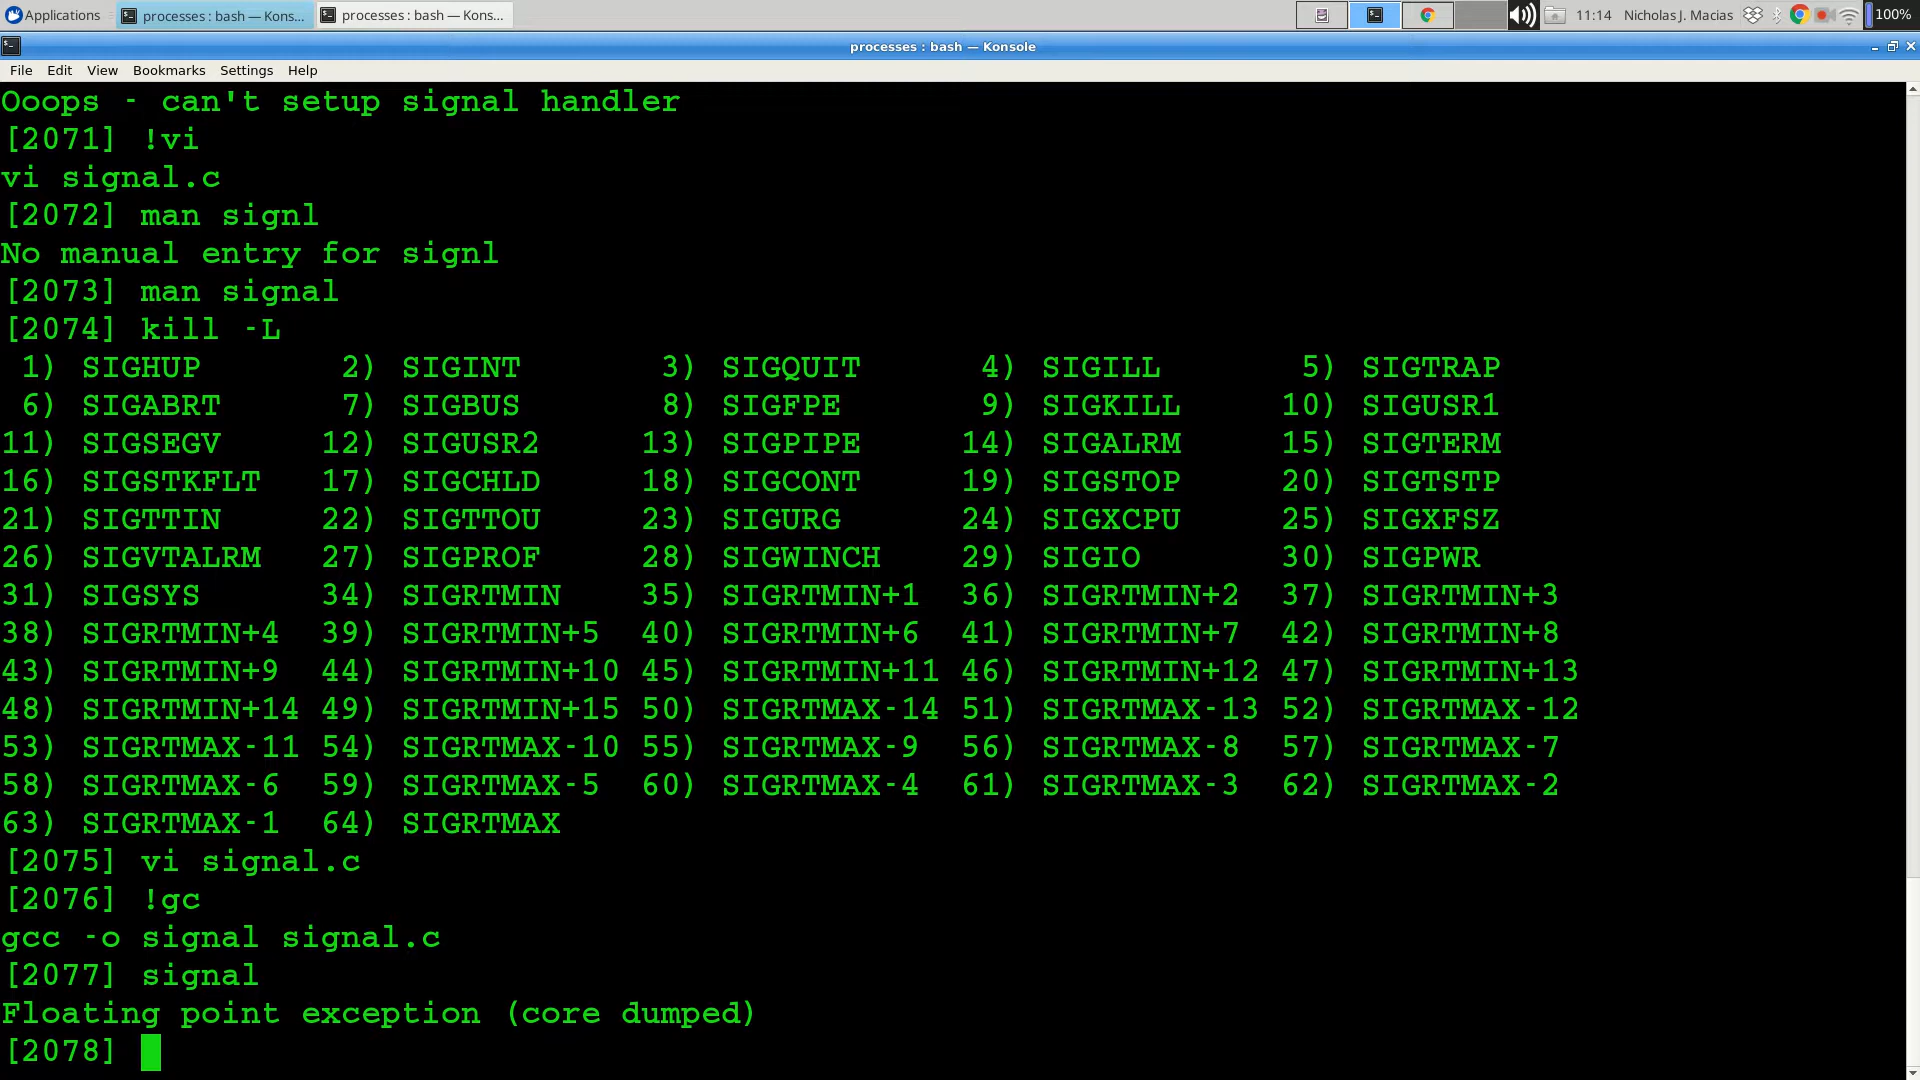 Applications processes : bash — Kons... processes : bash — Kons... 11:14 Nicholas J. Macias 100%
processes : bash — Konsole
File Edit View Bookmarks Settings Help
Ooops - can't setup signal handler
[2071] !vi
vi signal.c
[2072] man signl
No manual entry for signl
[2073] man signal
[2074] kill -L
1) SIGHUP 2) SIGINT 3) SIGQUIT 4) SIGILL 5) SIGTRAP
6) SIGABRT 7) SIGBUS 8) SIGFPE 9) SIGKILL 10) SIGUSR1
11) SIGSEGV 12) SIGUSR2 13) SIGPIPE 14) SIGALRM 15) SIGTERM
16) SIGSTKFLT 17) SIGCHLD 18) SIGCONT 19) SIGSTOP 20) SIGTSTP
21) SIGTTIN 22) SIGTTOU 23) SIGURG 24) SIGXCPU 25) SIGXFSZ
26) SIGVTALRM 27) SIGPROF 28) SIGWINCH 29) SIGIO 30) SIGPWR
31) SIGSYS 34) SIGRTMIN 35) SIGRTMIN+1 36) SIGRTMIN+2 37) SIGRTMIN+3
38) SIGRTMIN+4 39) SIGRTMIN+5 40) SIGRTMIN+6 41) SIGRTMIN+7 42) SIGRTMIN+8
43) SIGRTMIN+9 44) SIGRTMIN+10 45) SIGRTMIN+11 46) SIGRTMIN+12 47) SIGRTMIN+13
48) SIGRTMIN+14 49) SIGRTMIN+15 50) SIGRTMAX-14 51) SIGRTMAX-13 52) SIGRTMAX-12
53) SIGRTMAX-11 54) SIGRTMAX-10 55) SIGRTMAX-9 56) SIGRTMAX-8 57) SIGRTMAX-7
58) SIGRTMAX-6 59) SIGRTMAX-5 60) SIGRTMAX-4 61) SIGRTMAX-3 62) SIGRTMAX-2
63) SIGRTMAX-1 64) SIGRTMAX
[2075] vi signal.c
[2076] !gc
gcc -o signal signal.c
[2077] signal
Floating point exception (core dumped)
[2078]